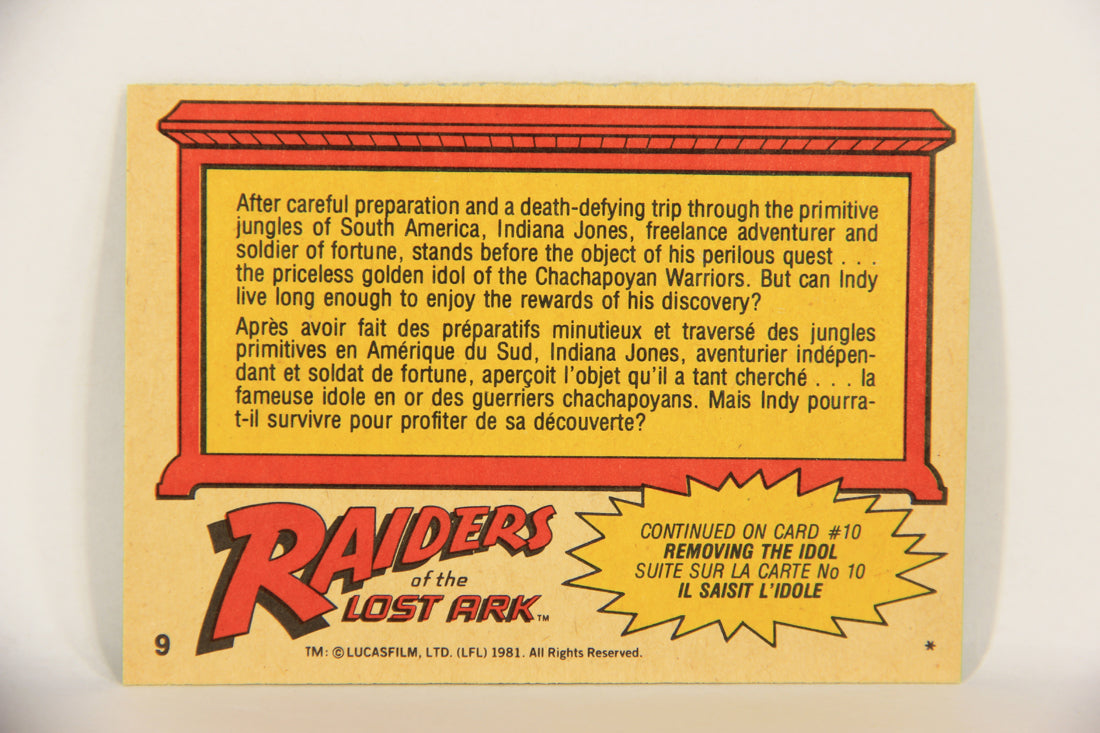 After careful preparation and a death-defying trip through the primitive
jungles of South America, Indiana Jones, freelance adventurer and
soldier of fortune, stands before the object of his perilous quest . . .
the priceless golden idol of the Chachapoyan Warriors. But can Indy
live long enough to enjoy the rewards of his discovery?
Après avoir fait des préparatifs minutieux et traversé des jungles
primitives en Amérique du Sud, Indiana Jones, aventurier indépen-
dant et soldat de fortune, aperçoit l'objet qu'il a tant cherché . . . la
fameuse idole en or des guerriers chachapoyans. Mais Indy pourra-
t-il survivre pour profiter de sa découverte?
RAIDERS
of the
LOST ARK™
CONTINUED ON CARD #10
REMOVING THE IDOL
SUITE SUR LA CARTE No 10
IL SAISIT L'IDOLE
9
TM: © LUCASFILM, LTD. (LFL) 1981. All Rights Reserved.
*